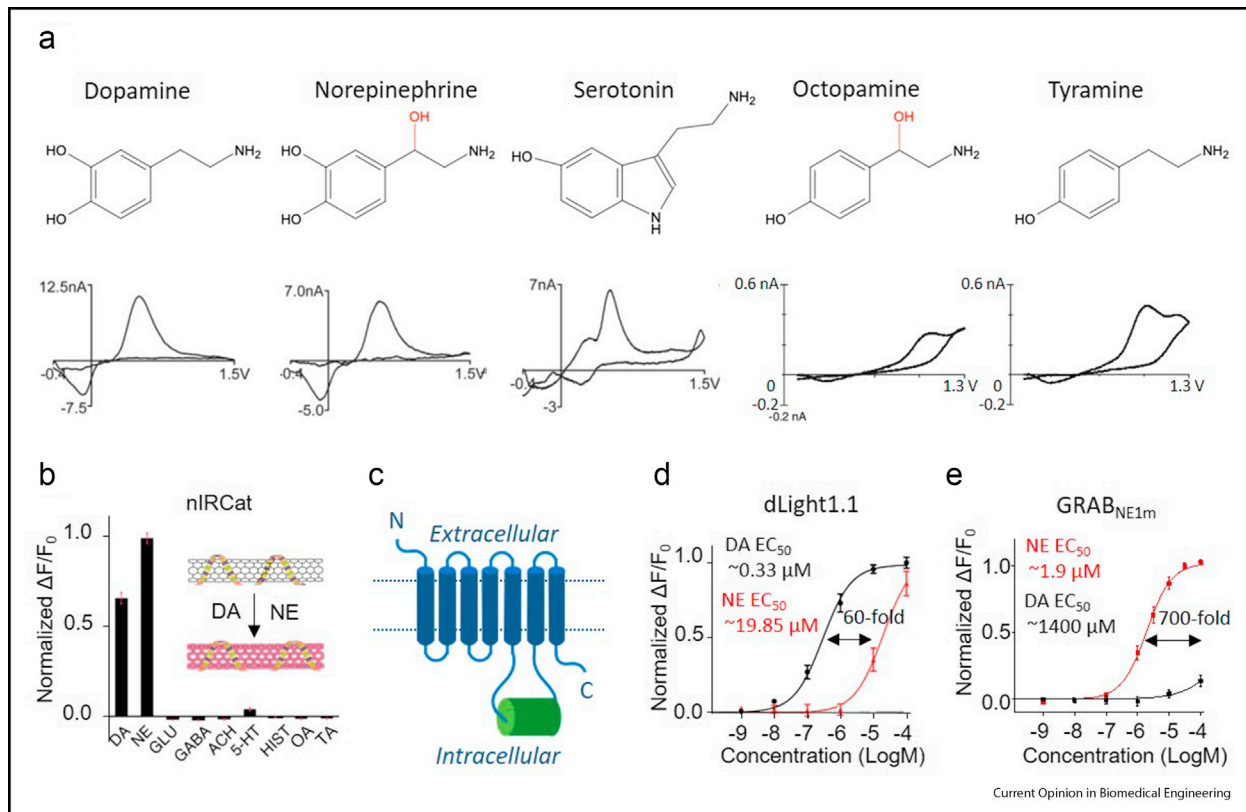 a
Dopamine
Norepinephrine
Serotonin
Octopamine
Tyramine
HO
HO
NH2
OH
HO
HO
NH2
HO
NH2
N
H
OH
HO
NH2
HO
NH2
12.5nA
-0.4
1.5V
-7.5
7.0nA
-0.4
1.5V
-5.0
7nA
-0.4
1.5V
-3
0.6 nA
0
1.3 V
-0.2
-0.2 nA
0.6 nA
0
1.3 V
-0.2
b
nIRCat
Normalized ΔF/F0
1.0
0.5
0.0
DA NE
DA NE GLU GABA ACH 5-HT HIST OA TA
c
N
Extracellular
C
Intracellular
d
dLight1.1
Normalized ΔF/F0
1.0
0.5
0.0
DA EC50
~0.33 µM
NE EC50
~19.85 µM
60-fold
-9 -8 -7 -6 -5 -4
Concentration (LogM)
e
GRABNE1m
Normalized ΔF/F0
1.0
0.5
0.0
NE EC50
~1.9 µM
DA EC50
~1400 µM
700-fold
-9 -8 -7 -6 -5 -4
Concentration (LogM)
Current Opinion in Biomedical Engineering